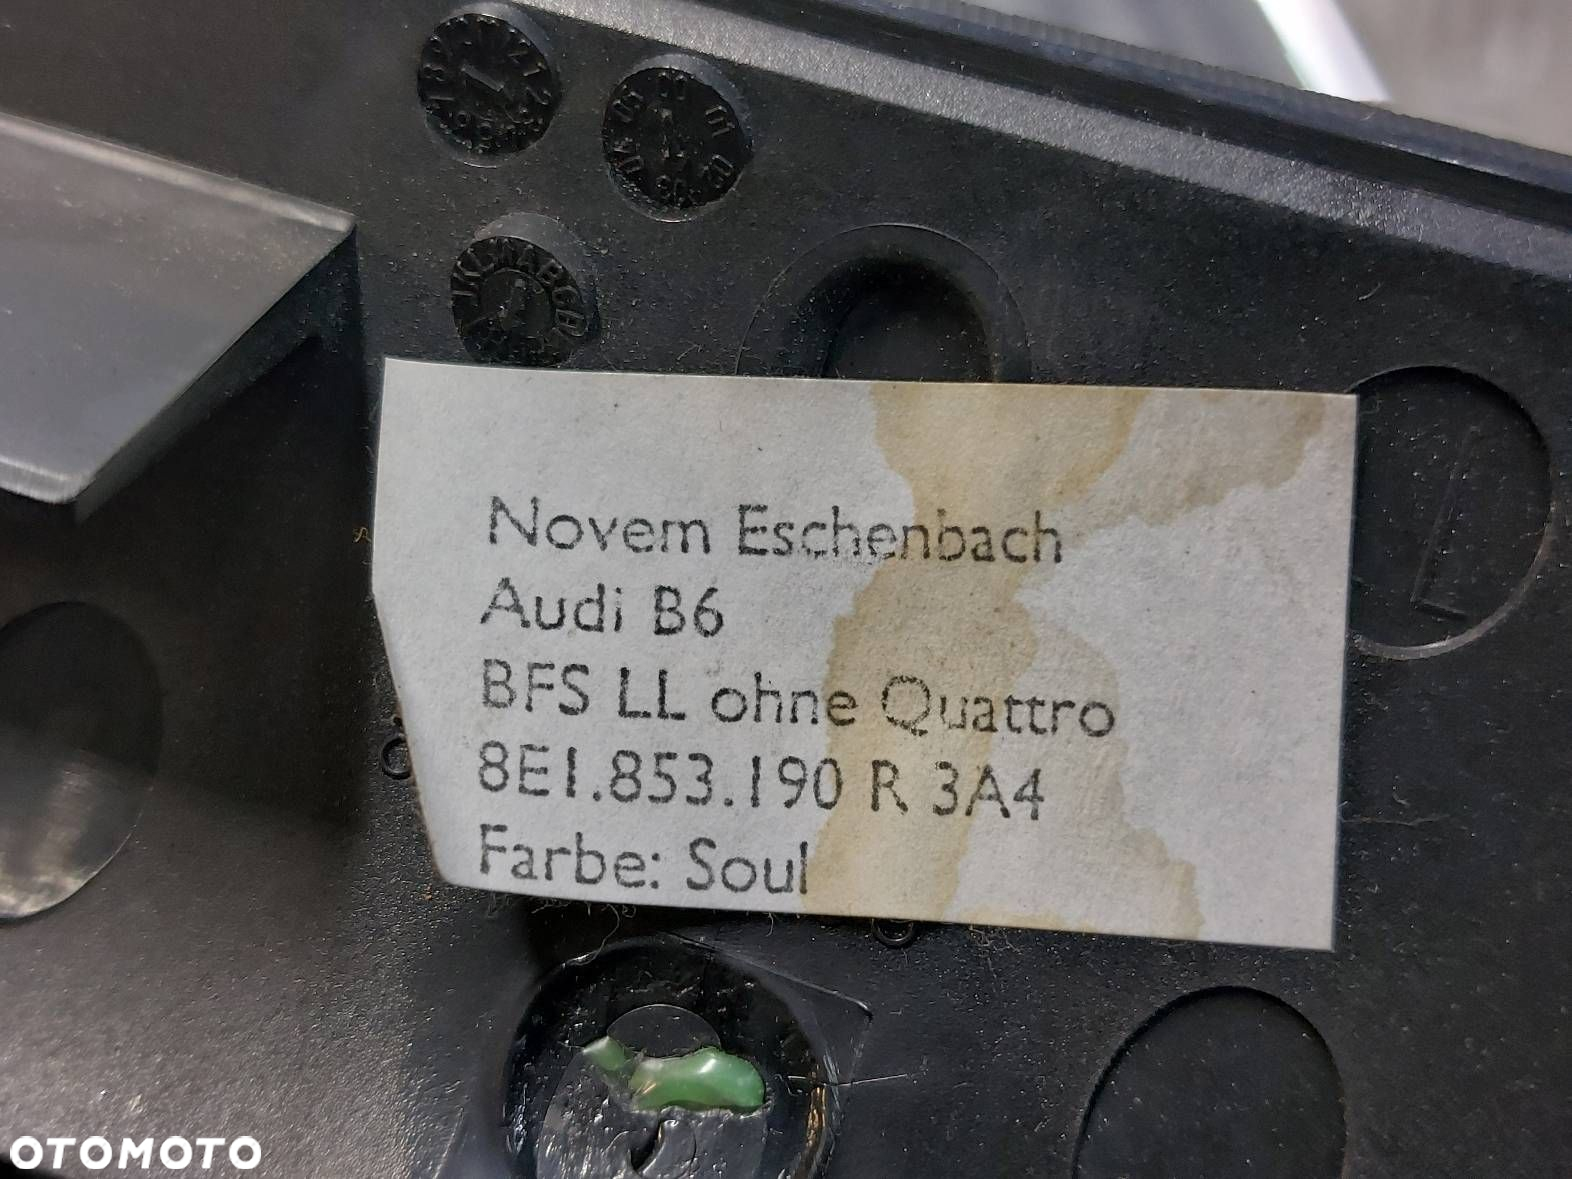 Novem Eschenbach
Audi B6
BFS LL ohne Quattro
8E1.853.190 R 3A4
Farbe: Soul
OTOMOTO